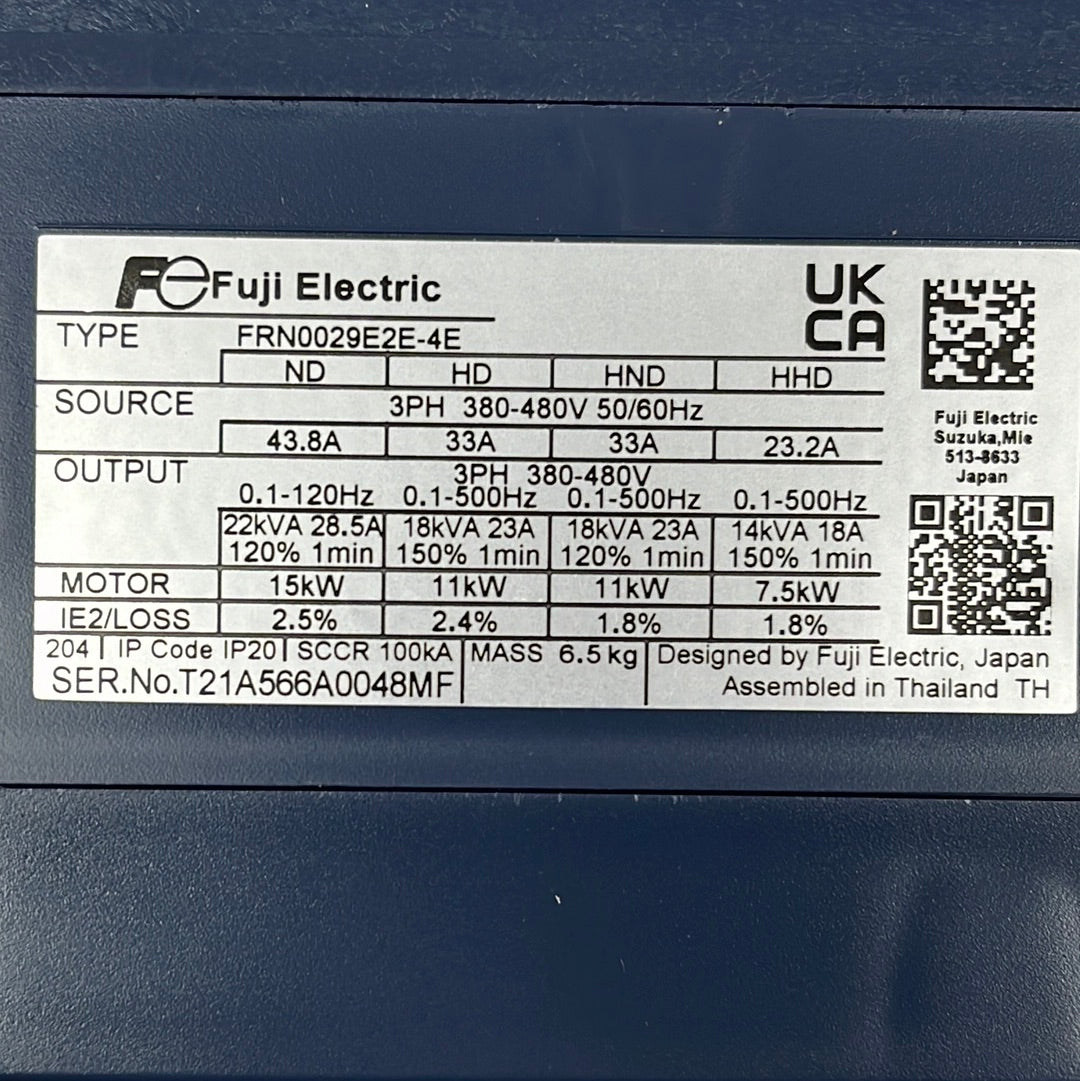 Fe Fuji Electric
UK
CA
TYPE FRN0029E2E-4E
ND HD HND HHD
SOURCE 3PH 380-480V 50/60Hz
43.8A 33A 33A 23.2A
OUTPUT 3PH 380-480V
0.1-120Hz 0.1-500Hz 0.1-500Hz 0.1-500Hz
22kVA 28.5A 18kVA 23A 18kVA 23A 14kVA 18A
120% 1min 150% 1min 120% 1min 150% 1min
MOTOR 15kW 11kW 11kW 7.5kW
IE2/LOSS 2.5% 2.4% 1.8% 1.8%
204 IP Code IP20 SCCR 100kA MASS 6.5kg Designed by Fuji Electric, Japan
SER.No.T21A566A0048MF Assembled in Thailand TH
Fuji Electric
Suzuka,Mie
513-8633
Japan